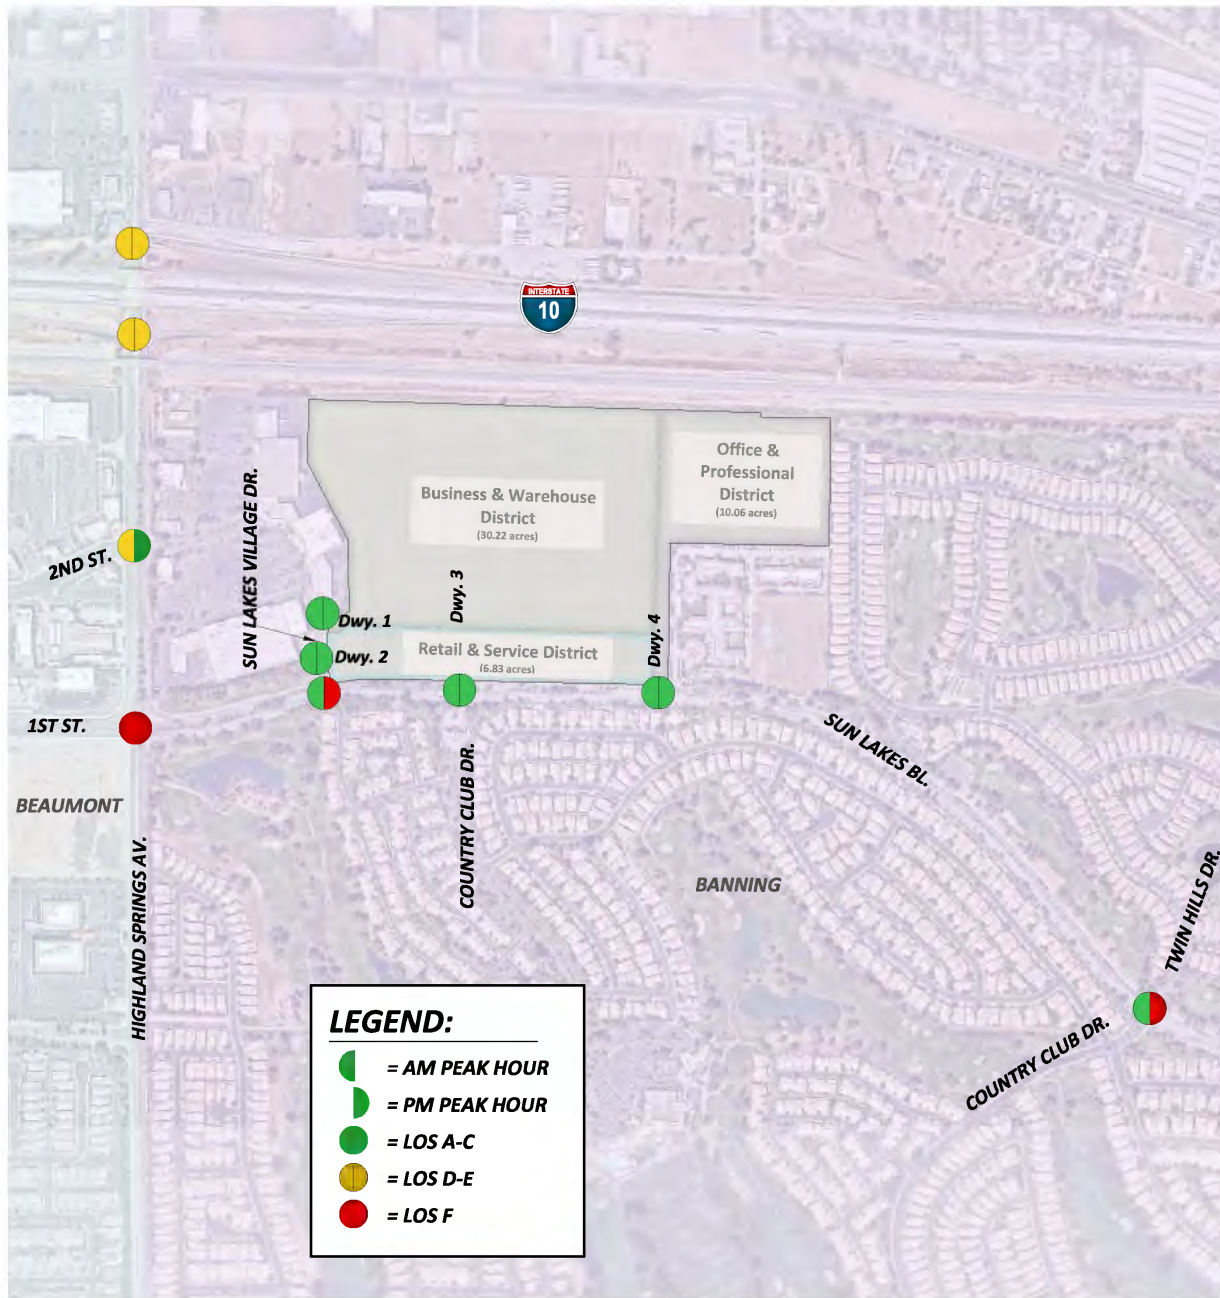 INTERSTATE
10
Office &
Professional
District
(10.06 acres)
Business & Warehouse
District
(30.22 acres)
SUN LAKES VILLAGE DR.
2ND ST.
Dwy. 3
Dwy. 1
Dwy. 4
Retail & Service District
(6.83 acres)
Dwy. 2
1ST ST.
SUN LAKES BL.
BEAUMONT
COUNTRY CLUB DR.
HIGHLAND SPRINGS AV.
BANNING
TWIN HILLS DR.
COUNTRY CLUB DR.
LEGEND:
= AM PEAK HOUR
= PM PEAK HOUR
= LOS A-C
= LOS D-E
= LOS F